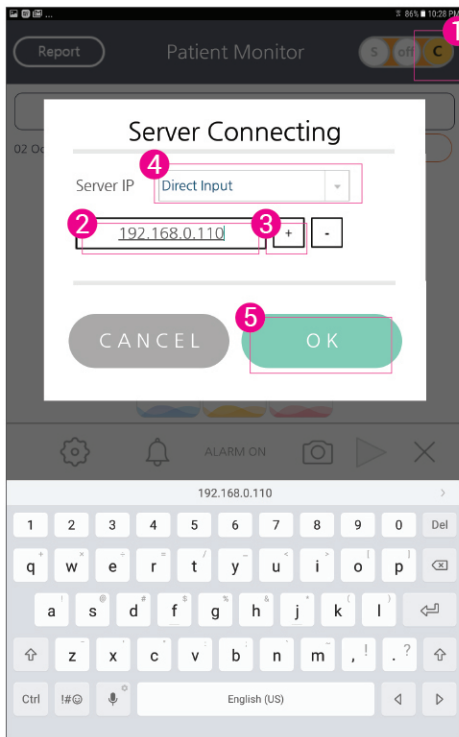 86% 10:28 PM
1
Report Patient Monitor S off C
02 Oc
Server Connecting
4
Server IP Direct Input
2 3
192.168.0.110 + -
5
CANCEL OK
ALARM ON
192.168.0.110
1 2 3 4 5 6 7 8 9 0 Del
q w e r t y u i o p
a s d f g h j k l
z x c v b n m , ! . ?
Ctrl !#☺ English (US)